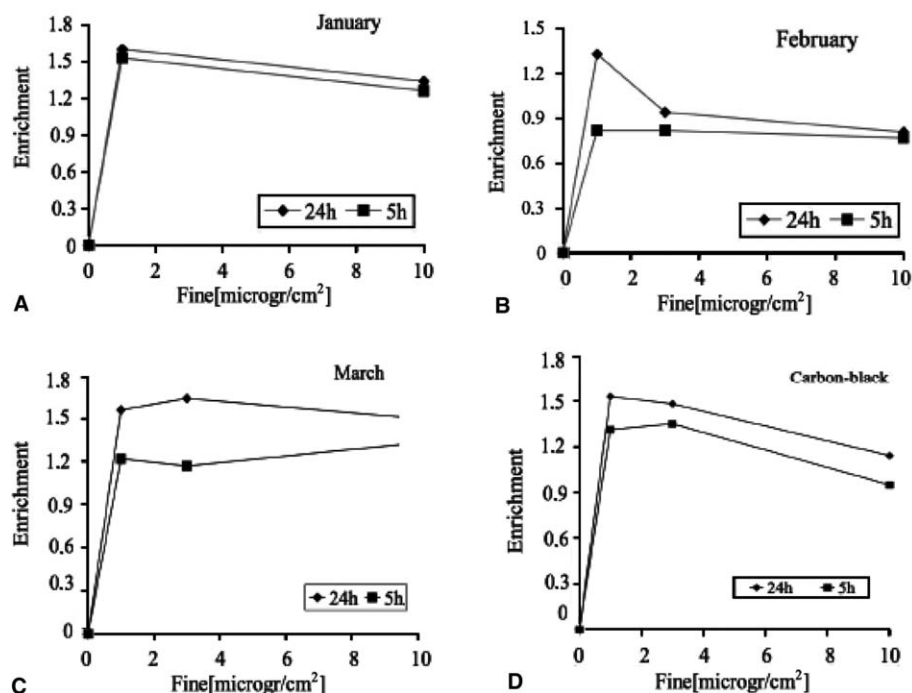 January
Enrichment
1.8
1.5
1.2
0.9
0.6
0.3
0
24h 5h
0 2 4 6 8 10
Fine[microgr/cm²]
A
February
Enrichment
1.5
1.2
0.9
0.6
0.3
0
24h 5h
0 2 4 6 8 10
Fine[microgr/cm²]
B
March
Enrichment
1.8
1.5
1.2
0.9
0.6
0.3
0
24h 5h
0 2 4 6 8 10
Fine[microgr/cm²]
C
Carbon-black
Enrichment
1.8
1.5
1.2
0.9
0.6
0.3
0
24h 5h
0 2 4 6 8 10
Fine[microgr/cm²]
D